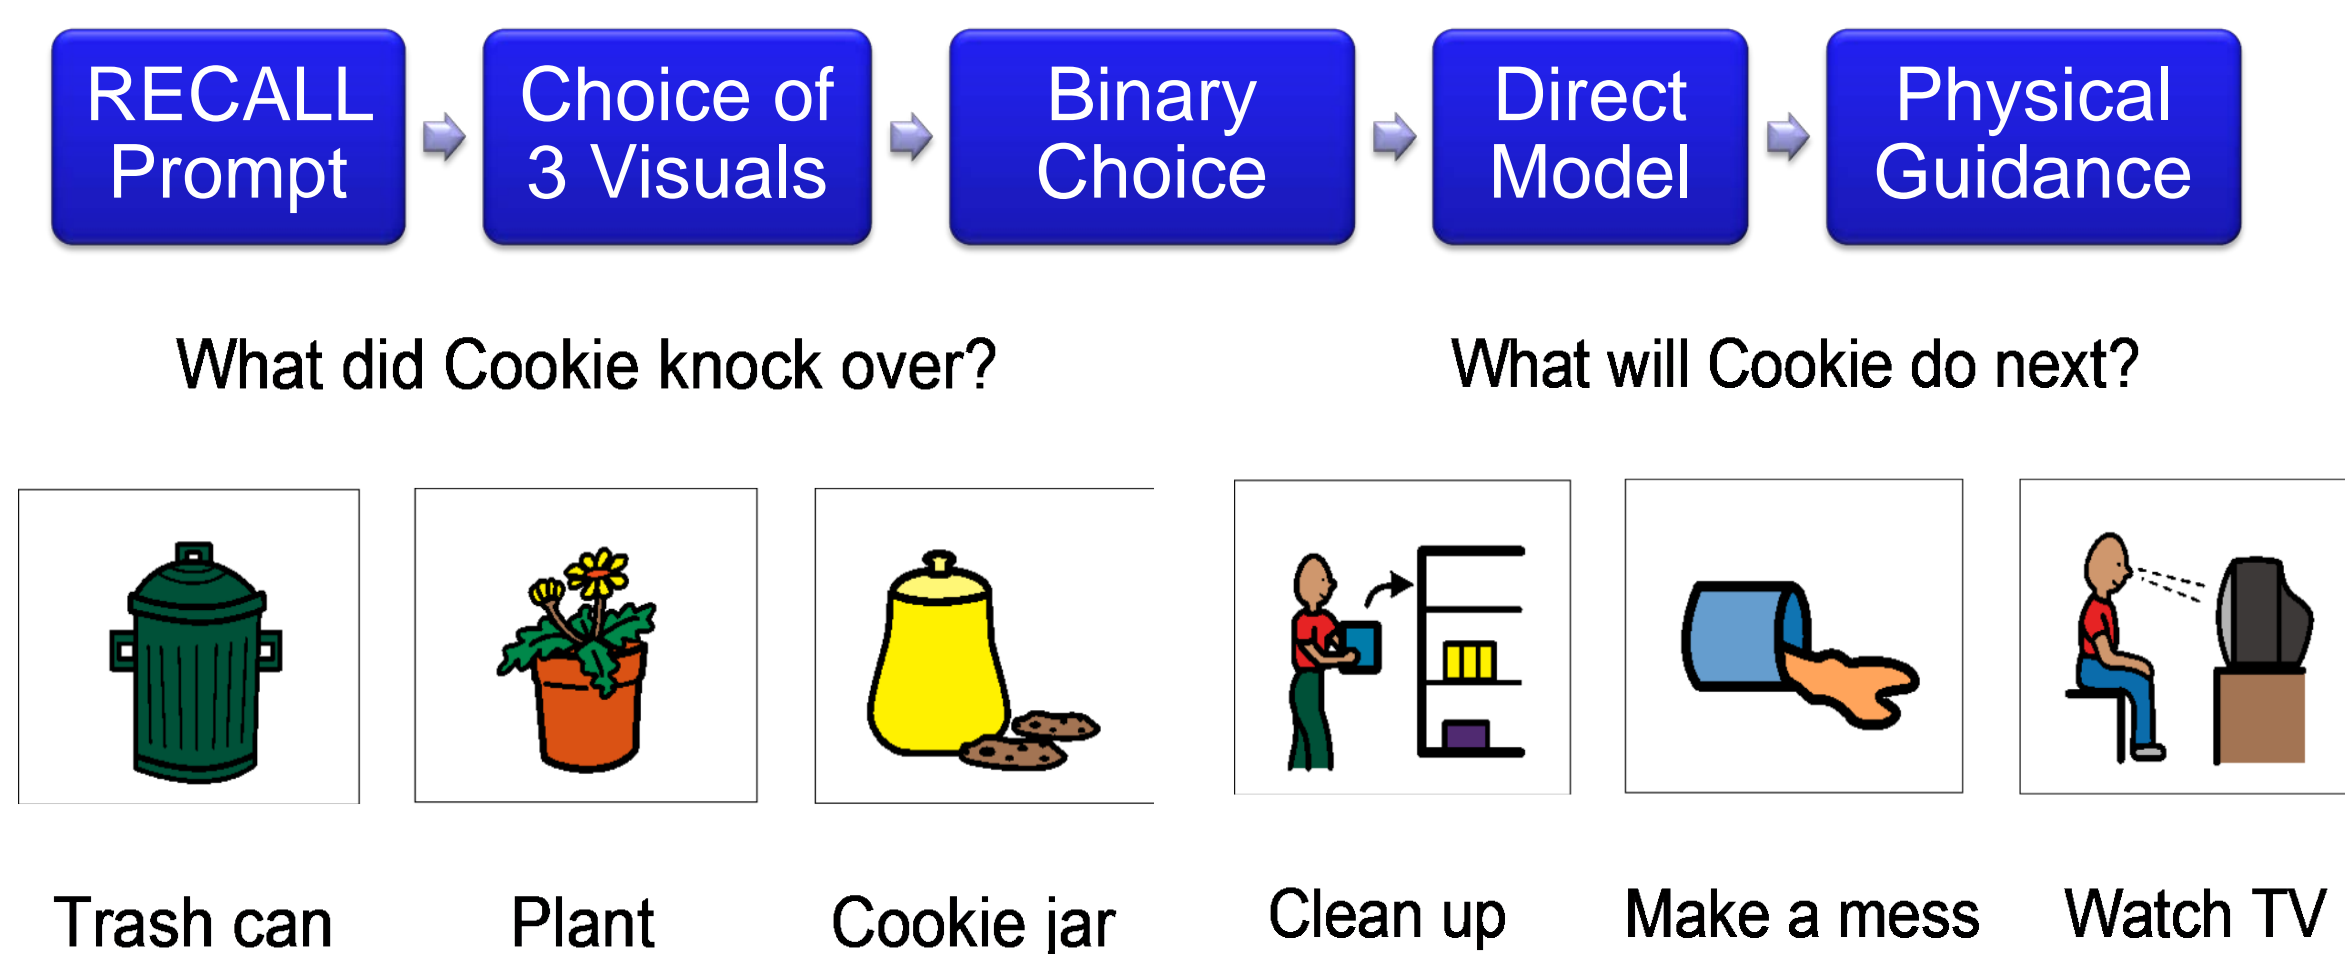 RECALL
Prompt
Choice of
3 Visuals
Binary
Choice
Direct
Model
Physical
Guidance
What did Cookie knock over?
What will Cookie do next?
Trash can
Plant
Cookie jar
Clean up
Make a mess
Watch TV